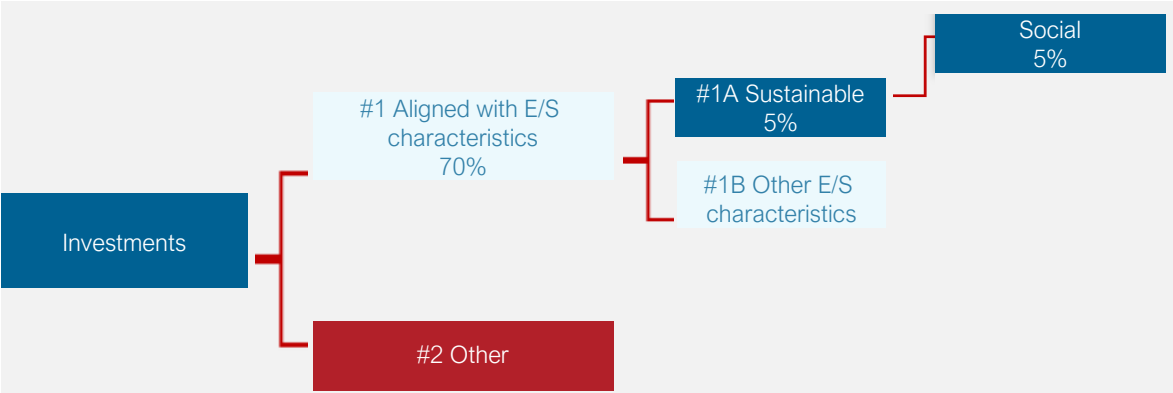 Social
5%
#1A Sustainable
5%
#1 Aligned with E/S
characteristics
70%
#1B Other E/S
characteristics
Investments
#2 Other